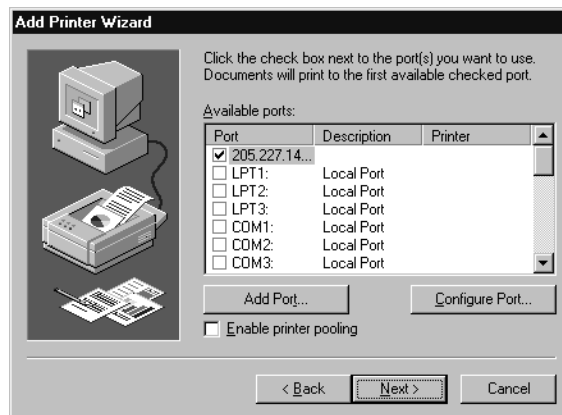 Add Printer Wizard
Click the check box next to the port(s) you want to use.
Documents will print to the first available checked port.
Available ports:
Port Description Printer
205.227.14...
LPT1: Local Port
LPT2: Local Port
LPT3: Local Port
COM1: Local Port
COM2: Local Port
COM3: Local Port
Add Port... Configure Port...
Enable printer pooling
< Back Next > Cancel